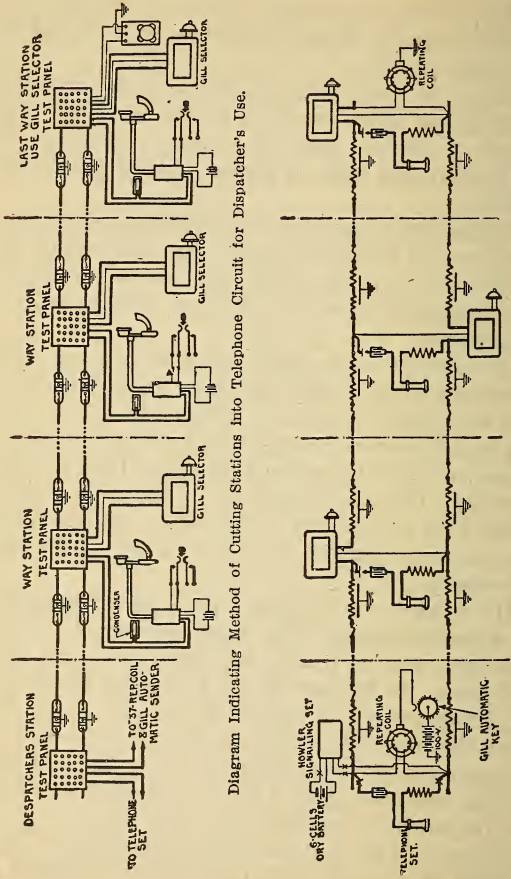 DESPATCHERS STATION
TEST PANEL
WAY STATION
TEST PANEL
WAY STATION
TEST PANEL
LAST WAY STATION
USE GILL SELECTOR
TEST PANEL
CONDENSER
GILL SELECTOR
GILL SELECTOR
GILL SELECTOR
TO TELEPHONE
SET
TO 37-REP. COIL
& GILL AUTO-
MATIC SENDER
Diagram Indicating Method of Cutting Stations into Telephone Circuit for Dispatcher's Use.
6-CELLS
DRY BATTERY
HOWLER
SIGNALLING SET
REPEATING
COIL
100-V
TELEPHONE
SET.
GILL AUTOMATIC
KEY
REPEATING
COIL